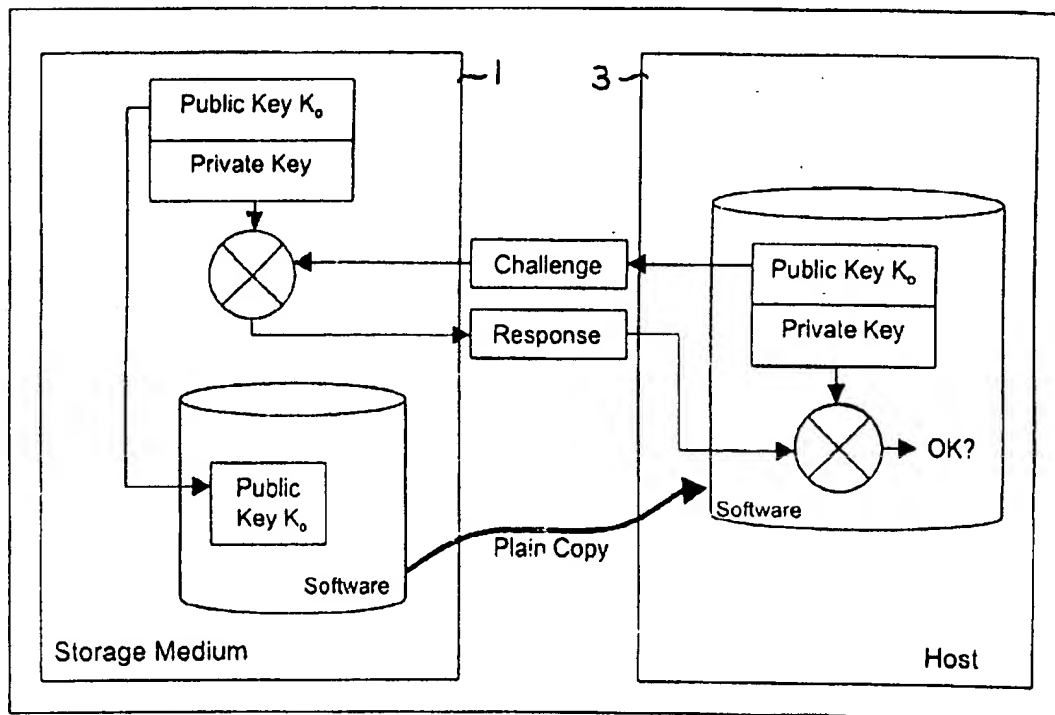 1
3
Public Key K₀
Private Key
Challenge
Response
Public Key K₀
Private Key
OK?
Public
Key K₀
Software
Plain Copy
Software
Storage Medium
Host